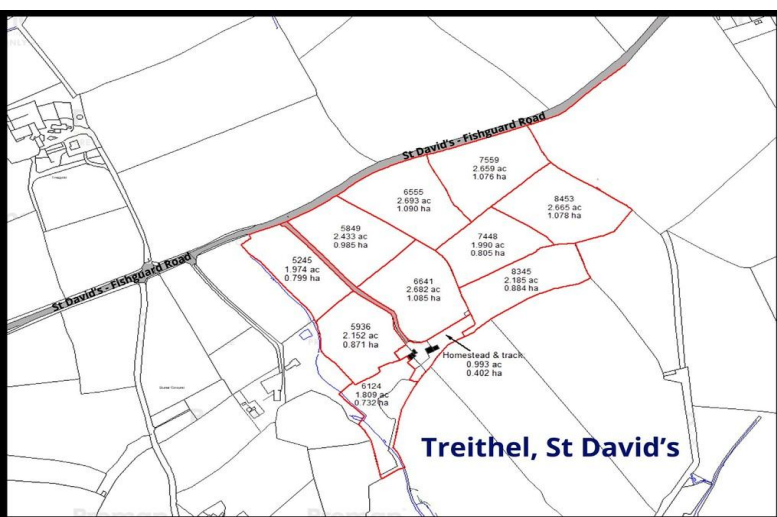 St David's - Fishguard Road
7559
2.659 ac
1.076 ha
6555
2.693 ac
1.090 ha
8453
2.665 ac
1.078 ha
5849
2.433 ac
0.985 ha
7448
1.990 ac
0.805 ha
5245
1.974 ac
0.799 ha
St David's - Fishguard Road
6641
2.682 ac
1.085 ha
8345
2.185 ac
0.884 ha
5936
2.152 ac
0.871 ha
Homestead & track
0.993 ac
0.402 ha
6124
1.809 ac
0.732 ha
Treithel, St David's